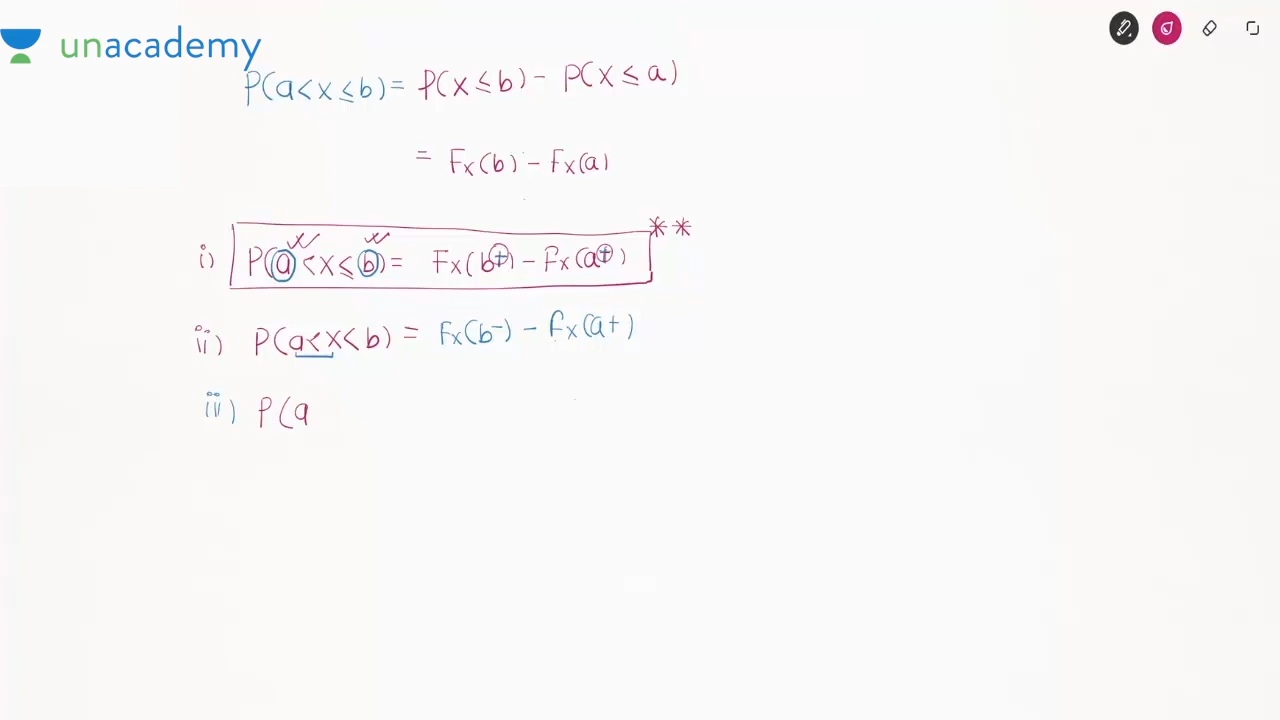 unacademy
P(a<x≤b) = P(X≤b) - P(X≤a)
= Fx(b) - Fx(a)
i) P(a<x≤b) = Fx(b+) - Fx(a+) **
ii) P(a<x<b) = Fx(b-) - Fx(a+)
iii) P(a